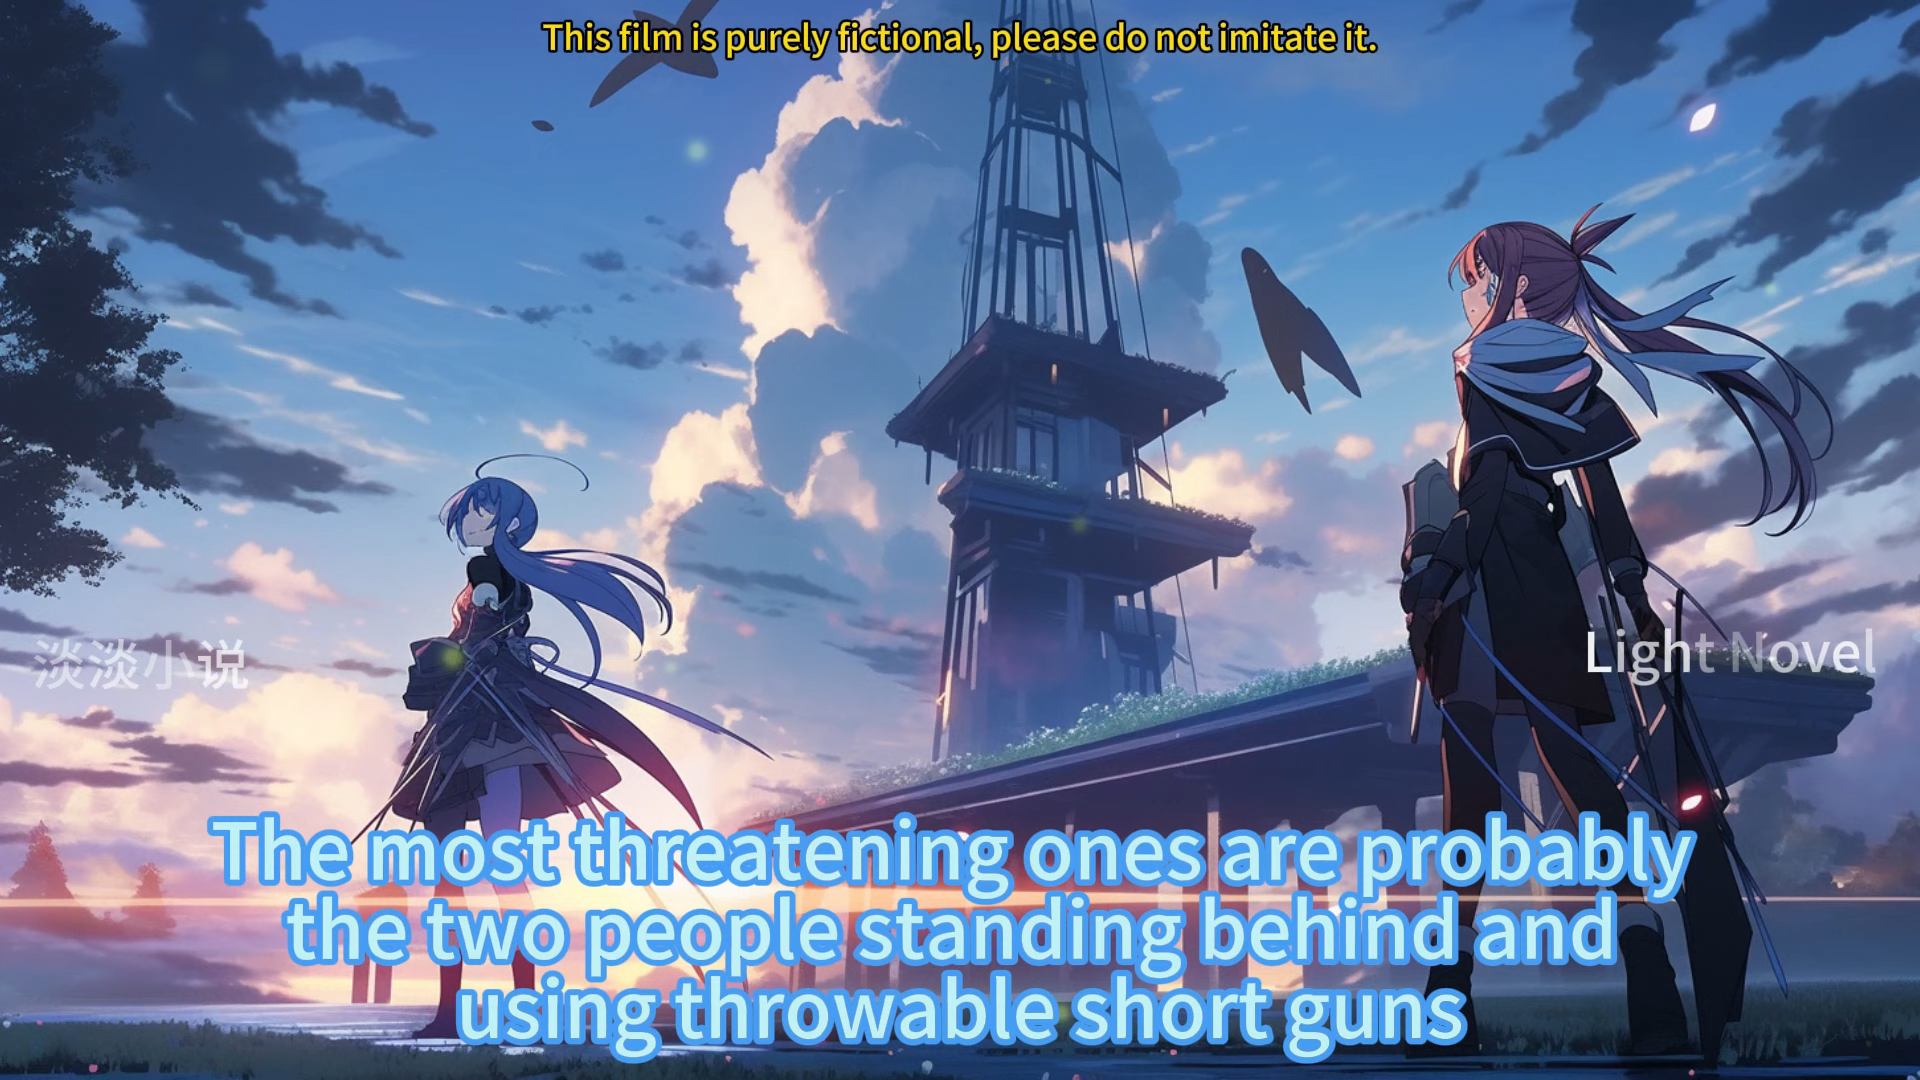 This film is purely fictional, please do not imitate it.
淡淡小说
Light Novel
The most threatening ones are probably
the two people standing behind and
using throwable short guns